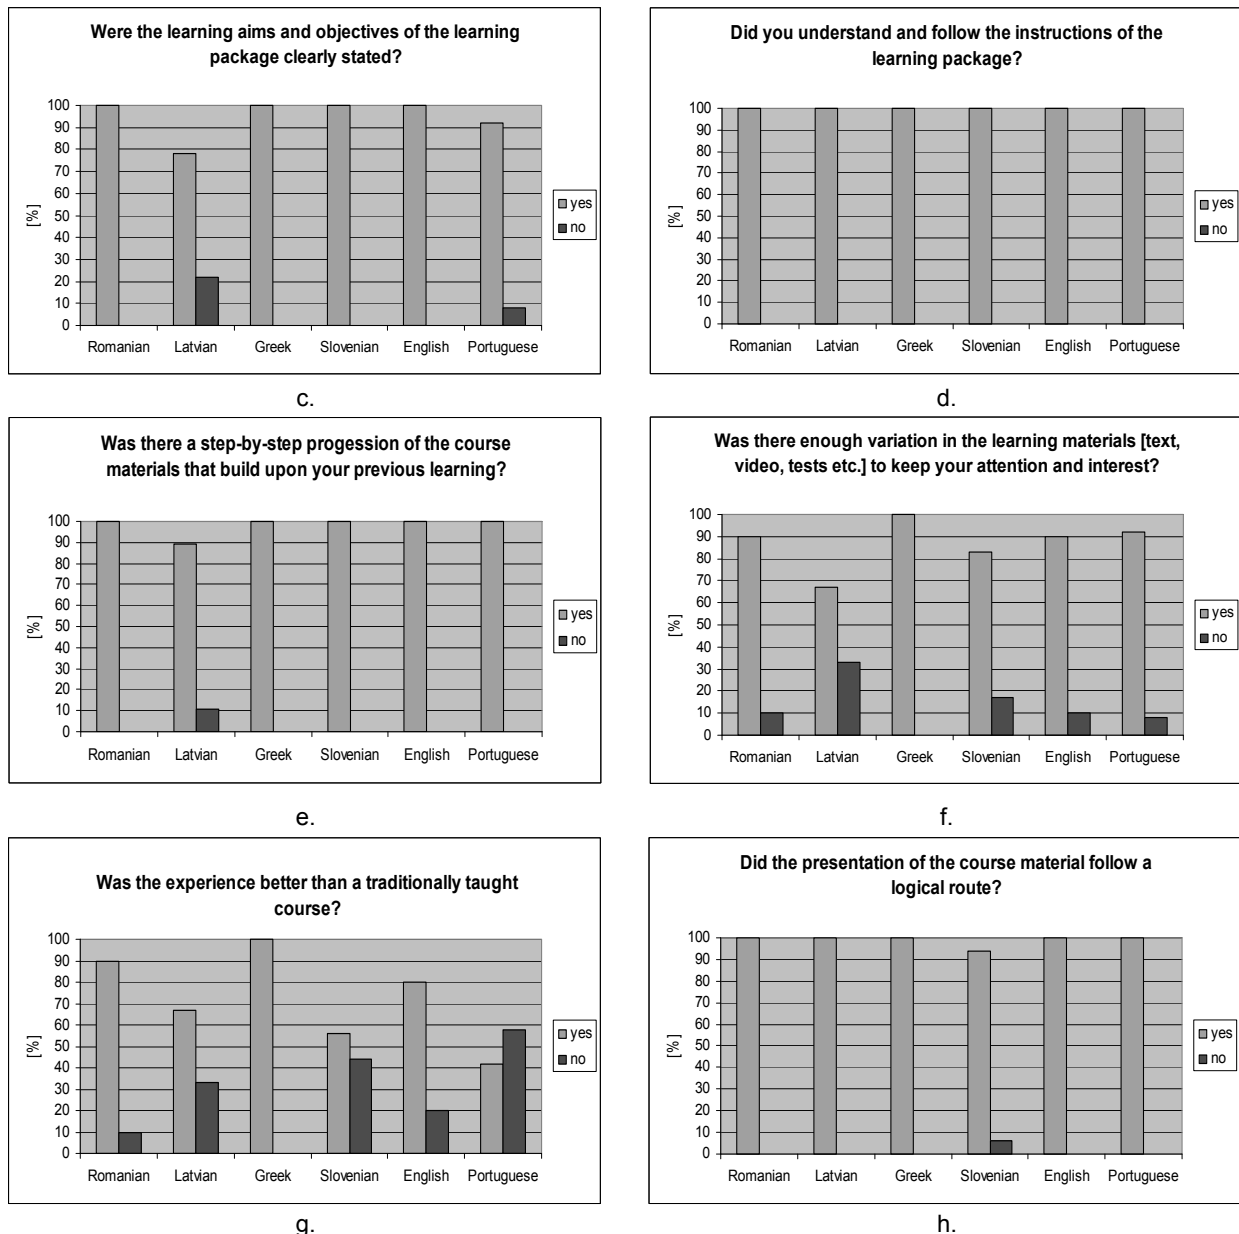 Were the learning aims and objectives of the learning
package clearly stated?
100
90
80
70
60
50
40
30
20
10
0
[%]
Romanian Latvian Greek Slovenian English Portuguese
yes
no
c.
Did you understand and follow the instructions of the
learning package?
100
90
80
70
60
50
40
30
20
10
0
[%]
Romanian Latvian Greek Slovenian English Portuguese
yes
no
d.
Was there a step-by-step progession of the course
materials that build upon your previous learning?
100
90
80
70
60
50
40
30
20
10
0
[%]
Romanian Latvian Greek Slovenian English Portuguese
yes
no
e.
Was there enough variation in the learning materials [text,
video, tests etc.] to keep your attention and interest?
100
90
80
70
60
50
40
30
20
10
0
[%]
Romanian Latvian Greek Slovenian English Portuguese
yes
no
f.
Was the experience better than a traditionally taught
course?
100
90
80
70
60
50
40
30
20
10
0
[%]
Romanian Latvian Greek Slovenian English Portuguese
yes
no
g.
Did the presentation of the course material follow a
logical route?
100
90
80
70
60
50
40
30
20
10
0
[%]
Romanian Latvian Greek Slovenian English Portuguese
yes
no
h.